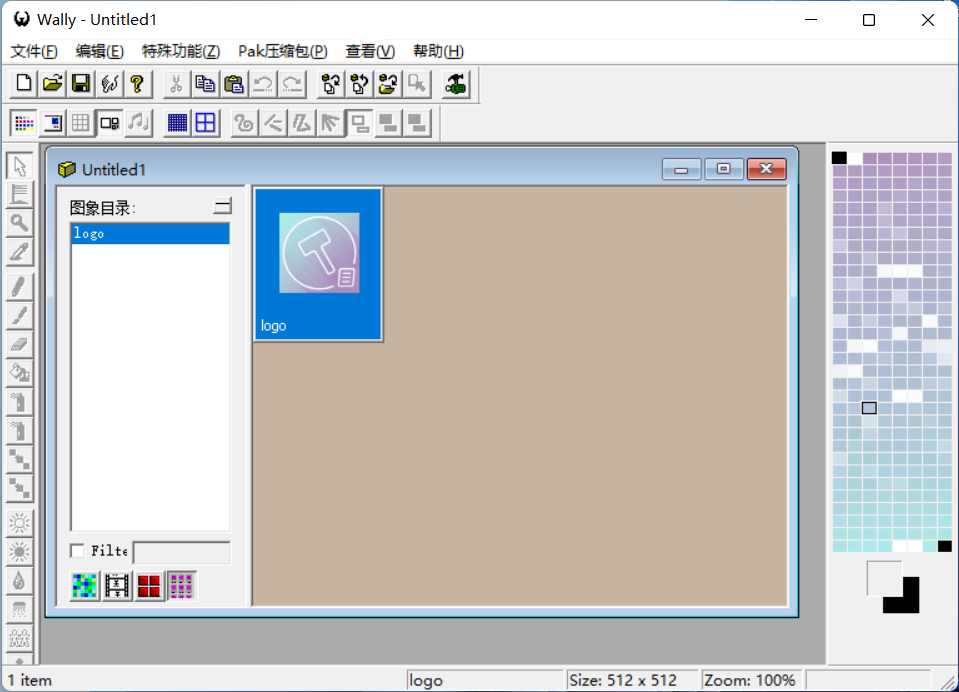 Wally - Untitled1
文件(F) 编辑(E) 特殊功能(Z) Pak压缩包(P) 查看(V) 帮助(H)
Untitled1
图象目录:
logo
logo
Filte
1 item logo Size: 512 x 512 Zoom: 100%